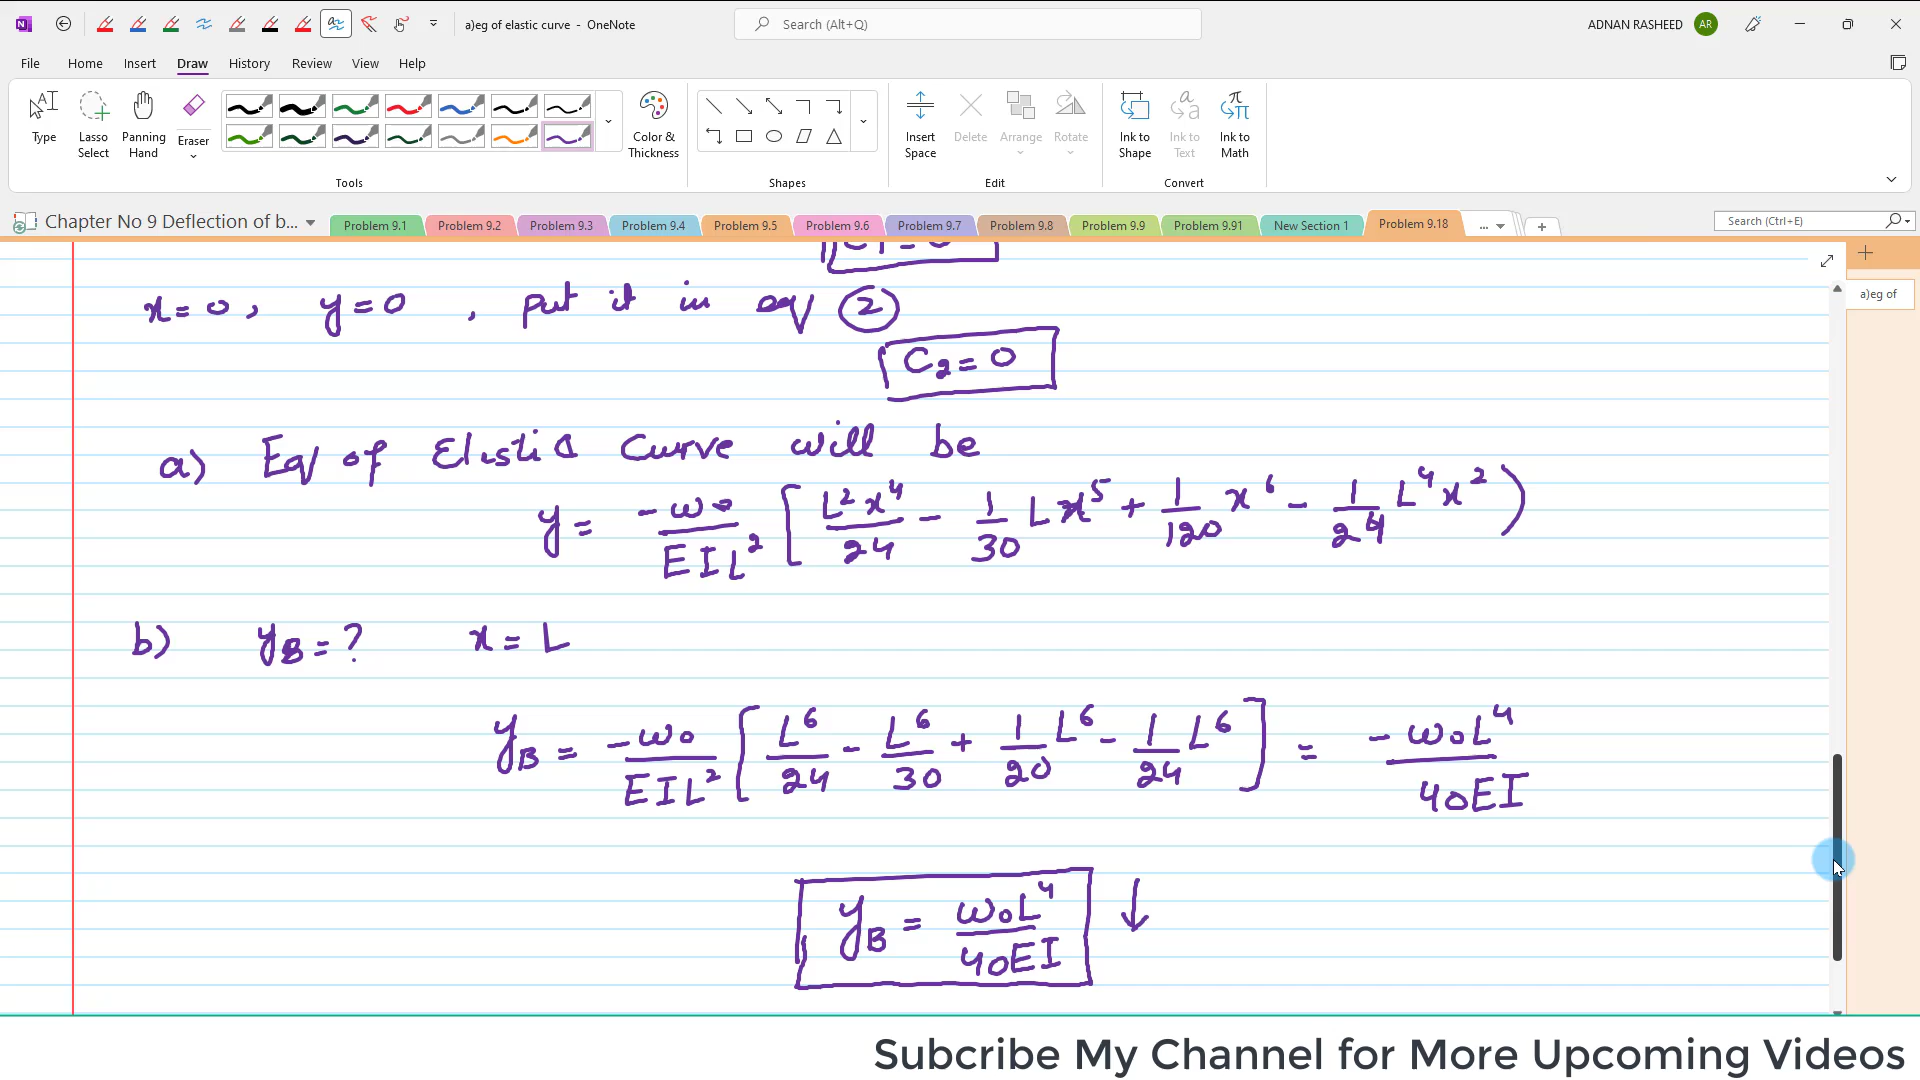 a)eg of elastic curve - OneNote
Search (Alt+Q)
ADNAN RASHEED
AR
File Home Insert Draw History Review View Help
Type
Lasso Select
Panning Hand
Eraser
Color & Thickness
Insert Space
Delete
Arrange
Rotate
Ink to Shape
Ink to Text
Ink to Math
Tools
Shapes
Edit
Convert
Chapter No 9 Deflection of b...
Problem 9.1 Problem 9.2 Problem 9.3 Problem 9.4 Problem 9.5 Problem 9.6 Problem 9.7 Problem 9.8 Problem 9.9 Problem 9.91 New Section 1 Problem 9.18 ...
Search (Ctrl+E)
a)eg of
x = 0, y = 0, put it in eq ②
C₂ = 0
a) Eq of Elastic Curve will be
y = -w₀/EIL² [ L²x⁴/24 - 1/30 Lx⁵ + 1/120 x⁶ - 1/24 L⁴x² )
b) yB = ? x = L
yB = -w₀/EIL² [ L⁶/24 - L⁶/30 + 1/20 L⁶ - 1/24 L⁶ ] = -w₀L⁴/40EI
yB = w₀L⁴/40EI ↓
Subcribe My Channel for More Upcoming Videos